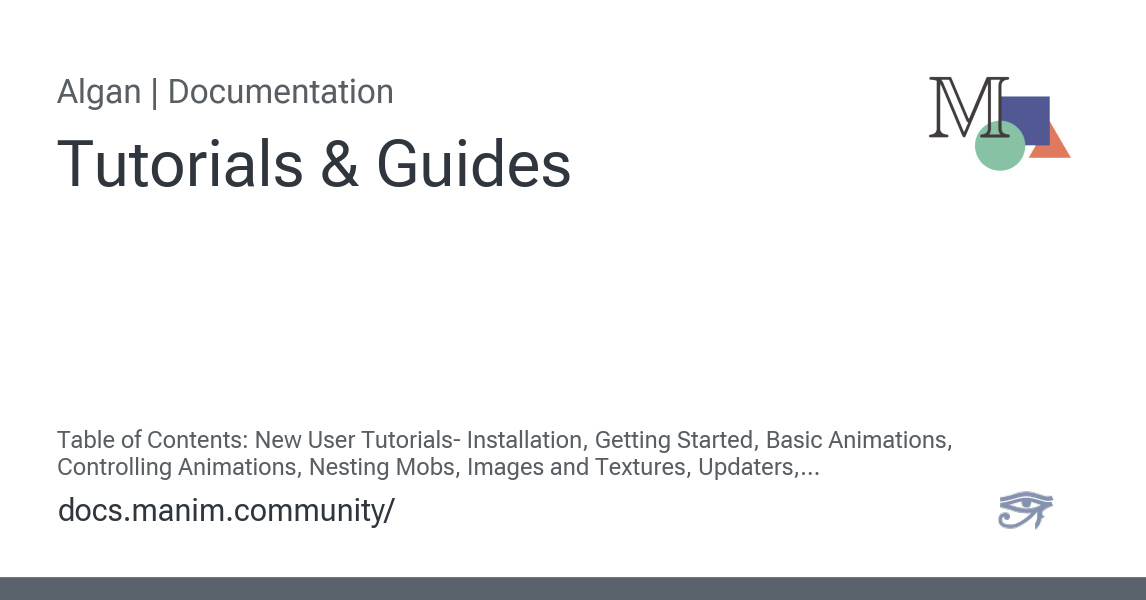 Algan | Documentation
M
Tutorials & Guides
Table of Contents: New User Tutorials- Installation, Getting Started, Basic Animations,
Controlling Animations, Nesting Mobs, Images and Textures, Updaters,...
docs.manim.community/